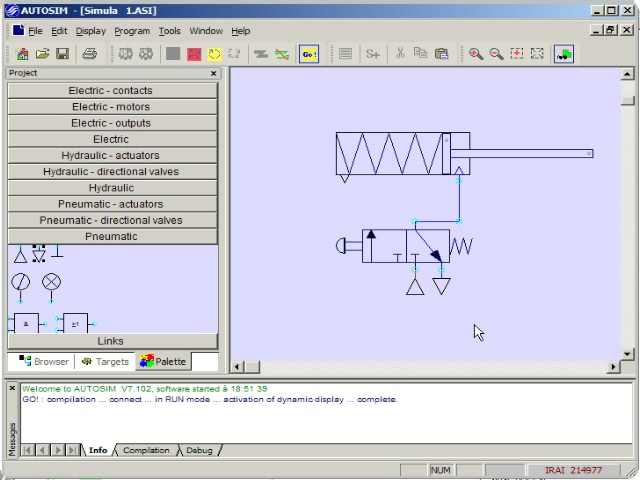 AUTOSIM - [Simula 1.ASI]
File Edit Display Program Tools Window Help
Go!
S+
Project
Electric - contacts
Electric - motors
Electric - outputs
Electric
Hydraulic - actuators
Hydraulic - directional valves
Hydraulic
Pneumatic - actuators
Pneumatic - directional valves
Pneumatic
&
±1
Links
Browser Targets Palette
Welcome to AUTOSIM V7.102, software started à 18:51 39
GO! : compilation ... connect ... in RUN mode ... activation of dynamic display ... complete.
Messages
Info Compilation Debug
NUM
IRAI 214977